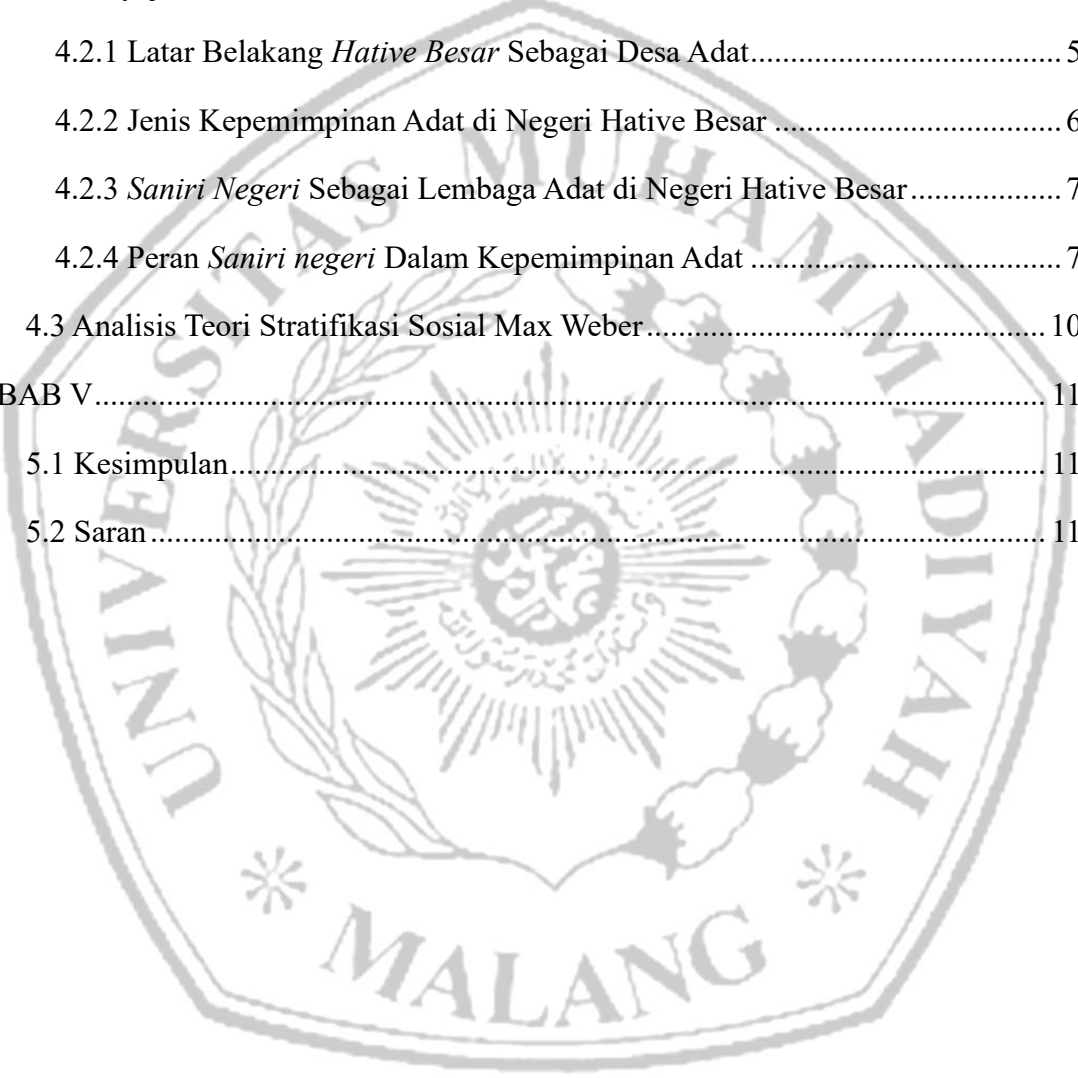 4.2.1 Latar Belakang Hative Besar Sebagai Desa Adat.................................... 5
4.2.2 Jenis Kepemimpinan Adat di Negeri Hative Besar .................................... 6
4.2.3 Saniri Negeri Sebagai Lembaga Adat di Negeri Hative Besar................... 7
4.2.4 Peran Saniri negeri Dalam Kepemimpinan Adat ....................................... 7
4.3 Analisis Teori Stratifikasi Sosial Max Weber.................................................. 10
BAB V....................................................................................................................... 11
5.1 Kesimpulan...................................................................................................... 11
5.2 Saran................................................................................................................ 11
UNIVERSITAS MUHAMMADIYAH
MALANG